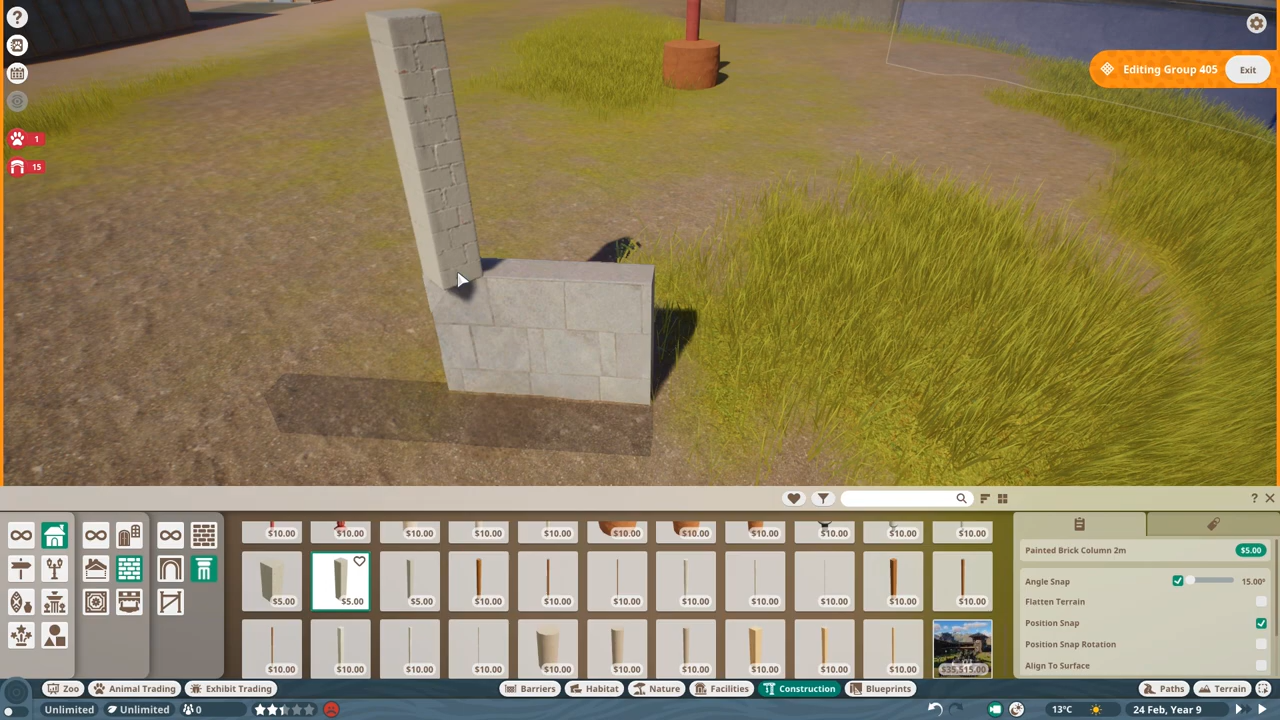 ?
Editing Group 405
Exit
1
15
?
$10.00 $10.00 $10.00 $10.00 $10.00 $10.00 $10.00 $10.00 $10.00 $10.00 $10.00
$5.00 $5.00 $5.00 $10.00 $10.00 $10.00 $10.00 $10.00 $10.00 $10.00 $10.00
$10.00 $10.00 $10.00 $10.00 $10.00 $10.00 $10.00 $10.00 $10.00 $10.00 $35,515.00
Painted Brick Column 2m $5.00
Angle Snap 15.00°
Flatten Terrain
Position Snap
Position Snap Rotation
Align To Surface
Zoo Animal Trading Exhibit Trading Barriers Habitat Nature Facilities Construction Blueprints Paths Terrain
Unlimited Unlimited 0 13°C 24 Feb, Year 9